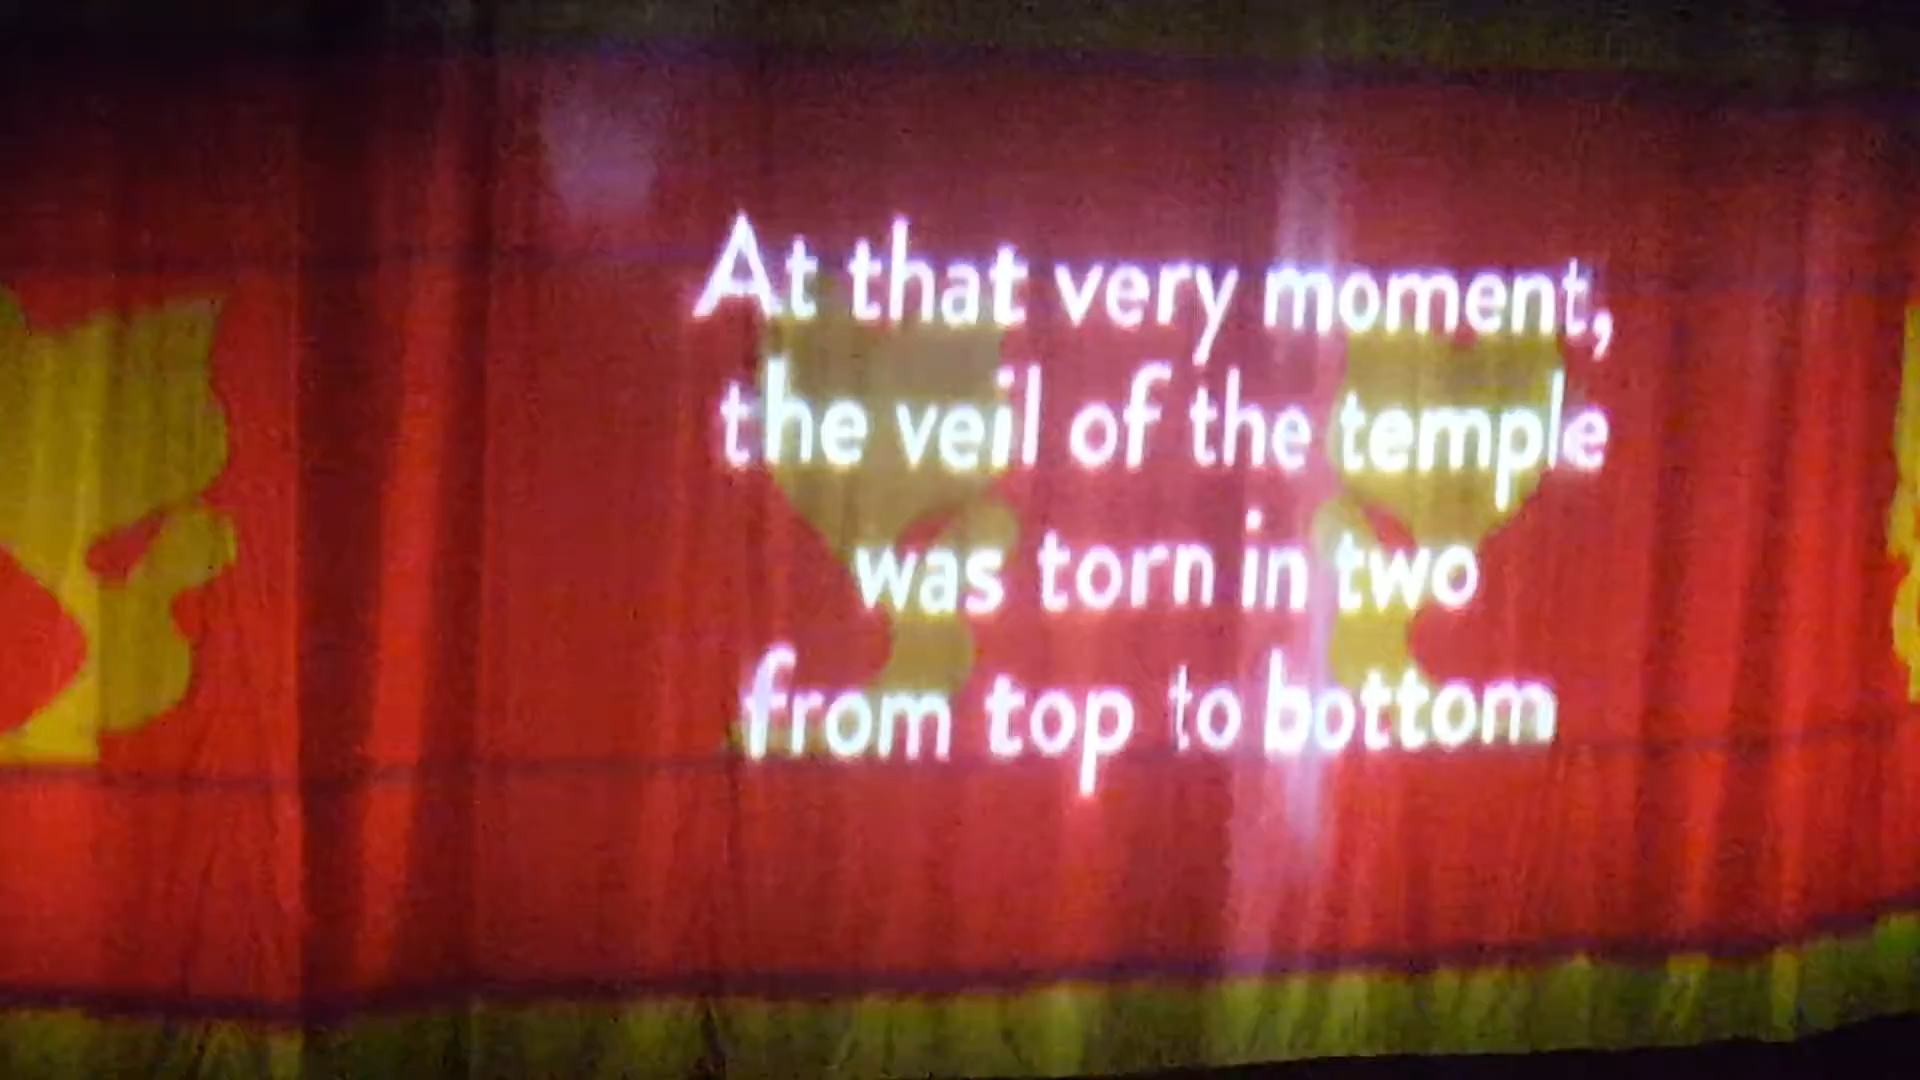 At that very moment,
the veil of the temple
was torn in two
from top to bottom